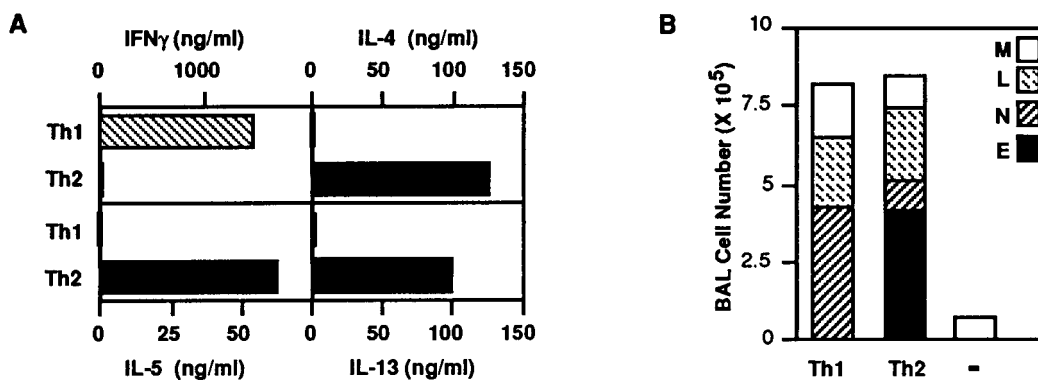 A
IFNγ (ng/ml) IL-4 (ng/ml)
0 1000 0 50 100 150
Th1
Th2
Th1
Th2
0 25 50 0 50 100 150
IL-5 (ng/ml) IL-13 (ng/ml)
B
BAL Cell Number (X 10⁵)
10
7.5
5
2.5
0
M
L
N
E
Th1 Th2 -